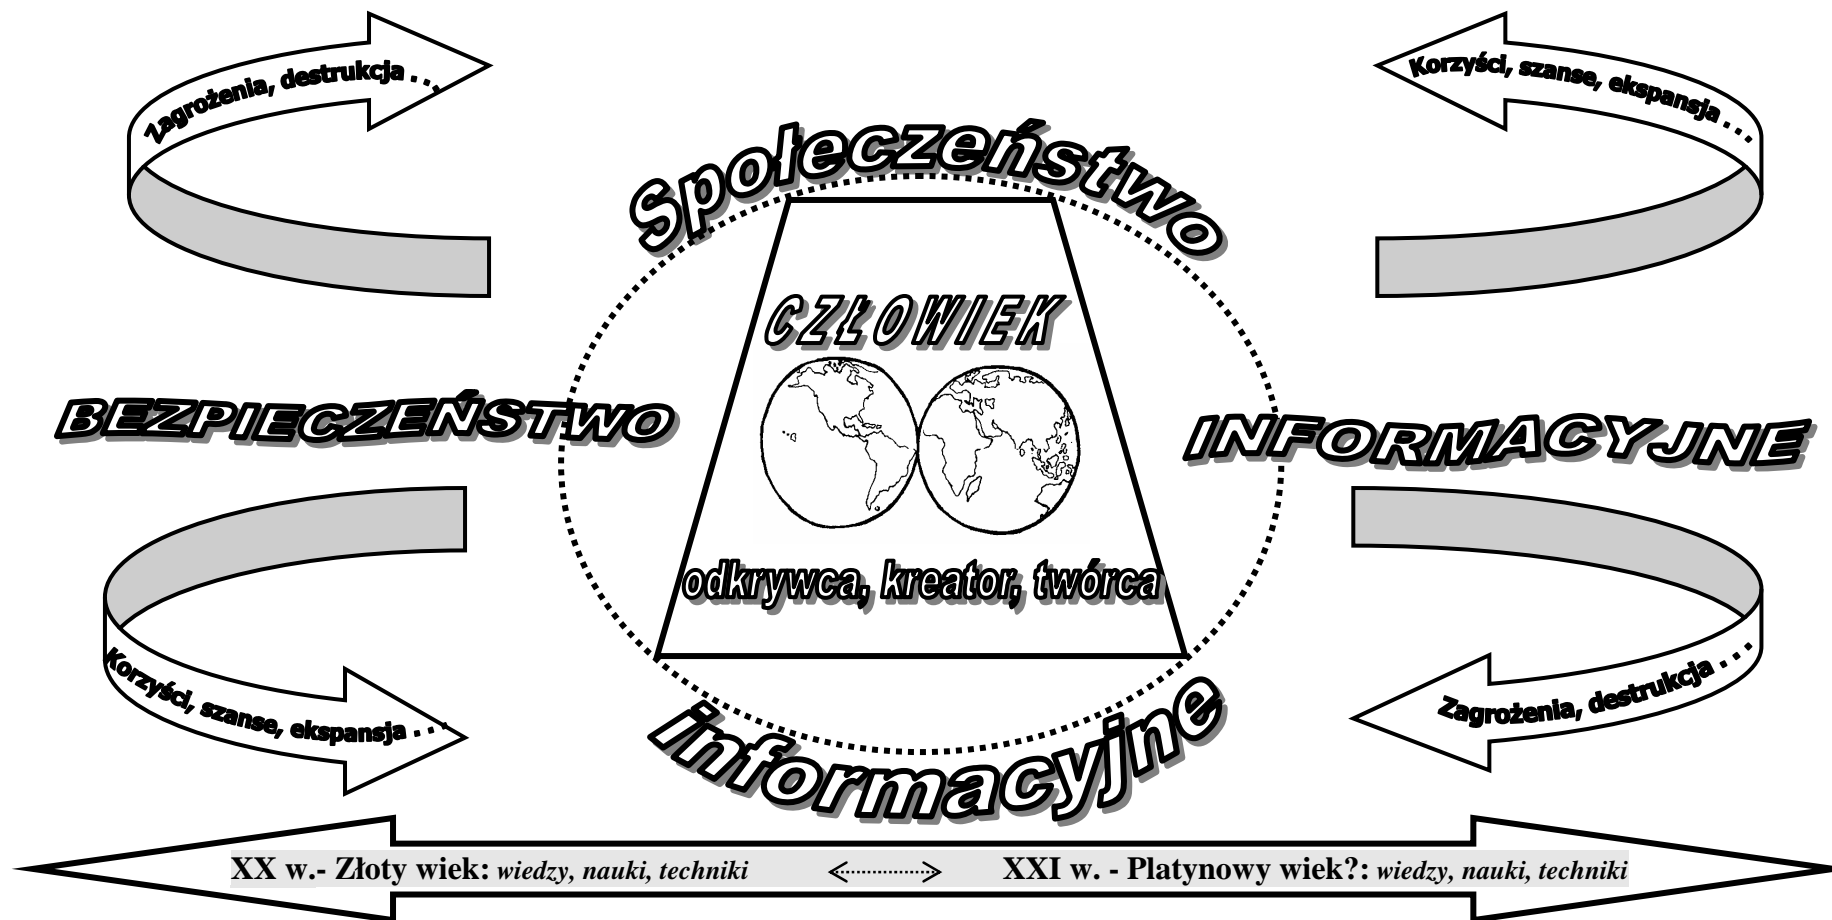 Zagrożenia, destrukcja .....
Korzyści, szanse, ekspansja .....
Społeczeństwo
CZŁOWIEK
BEZPIECZEŃSTWO
INFORMACYJNE
odkrywca, kreator, twórca
Korzyści, szanse, ekspansja .....
Zagrożenia, destrukcja .....
informacyjne
XX w.- Złoty wiek: wiedzy, nauki, techniki
XXI w. - Platynowy wiek?: wiedzy, nauki, techniki